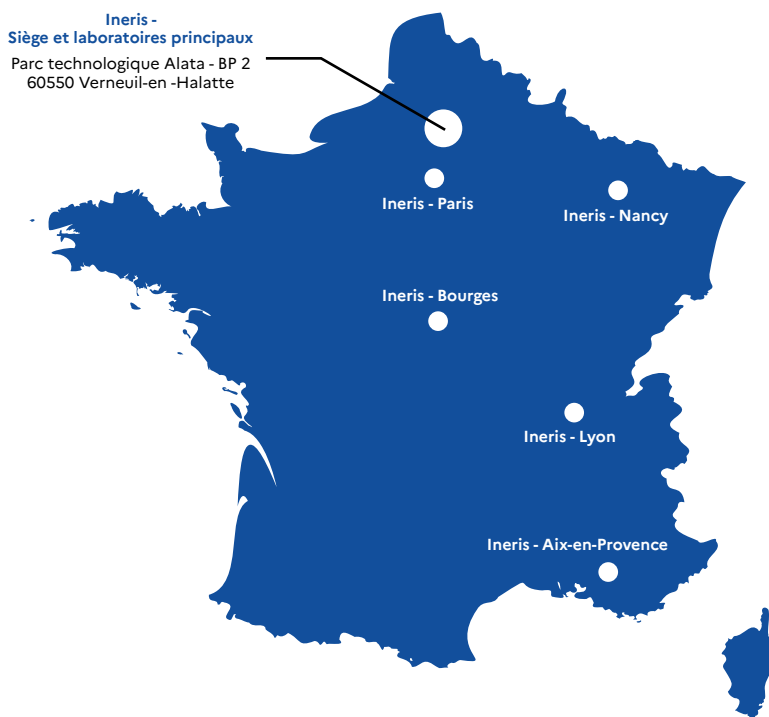 Ineris -
Siège et laboratoires principaux
Parc technologique Alata - BP 2
60550 Verneuil-en -Halatte
Ineris - Paris
Ineris - Nancy
Ineris - Bourges
Ineris - Lyon
Ineris - Aix-en-Provence